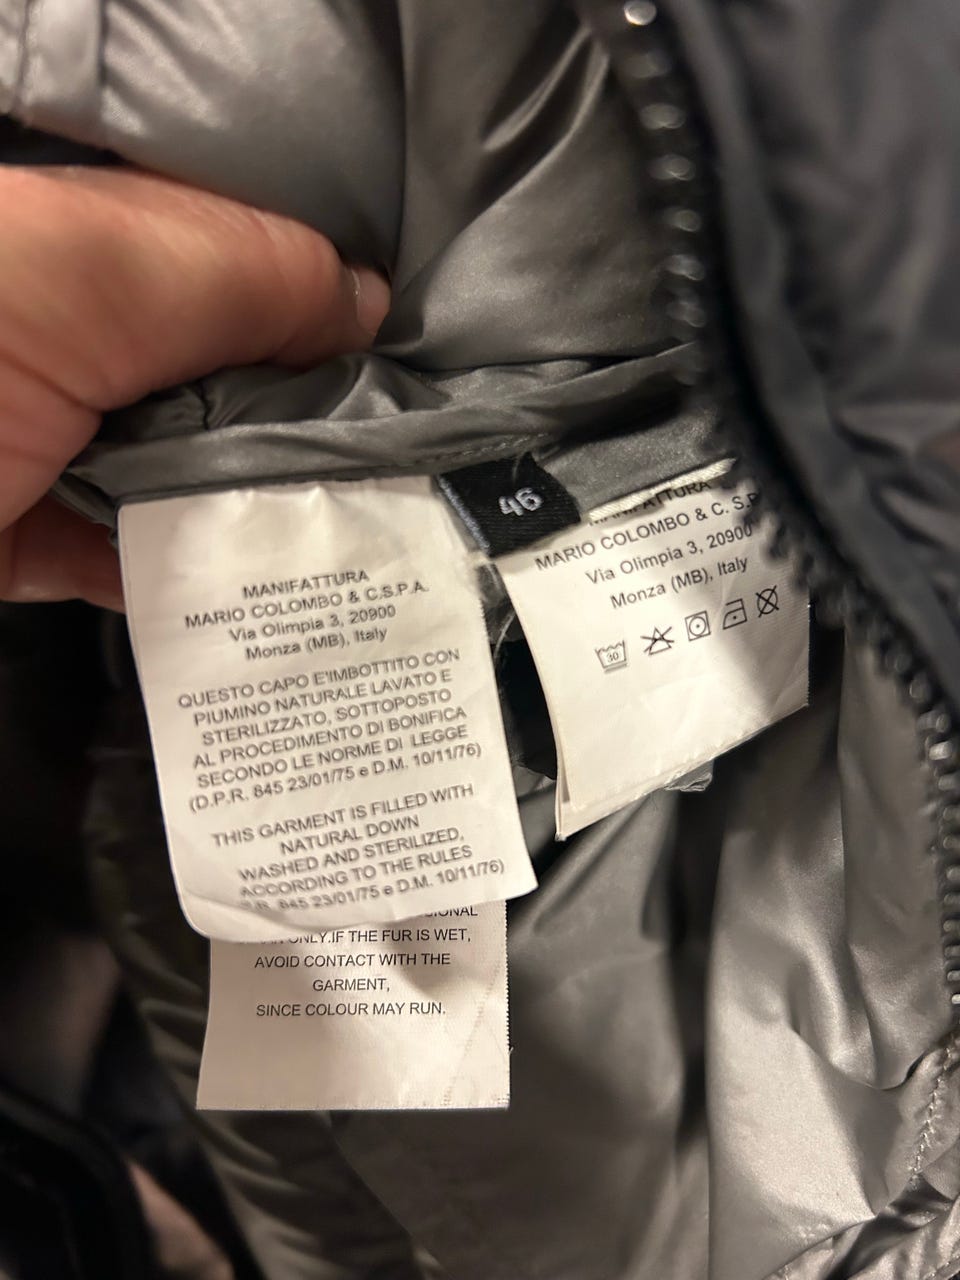 MANIFATTURA
MARIO COLOMBO & C.S.P.A.
Via Olimpia 3, 20900
Monza (MB), Italy
QUESTO CAPO E'IMBOTTITO CON
PIUMINO NATURALE LAVATO E
STERILIZZATO, SOTTOPOSTO
AL PROCEDIMENTO DI BONIFICA
SECONDO LE NORME DI LEGGE
(D.P.R. 845 23/01/75 e D.M. 10/11/76)
THIS GARMENT IS FILLED WITH
NATURAL DOWN
WASHED AND STERILIZED,
ACCORDING TO THE RULES
845 23/01/75 e D.M. 10/11/76)
ONLY.IF THE FUR IS WET,
AVOID CONTACT WITH THE
GARMENT,
SINCE COLOUR MAY RUN.
46
MANIFATTURA
MARIO COLOMBO & C. S.P
Via Olimpia 3, 20900
Monza (MB), Italy
30